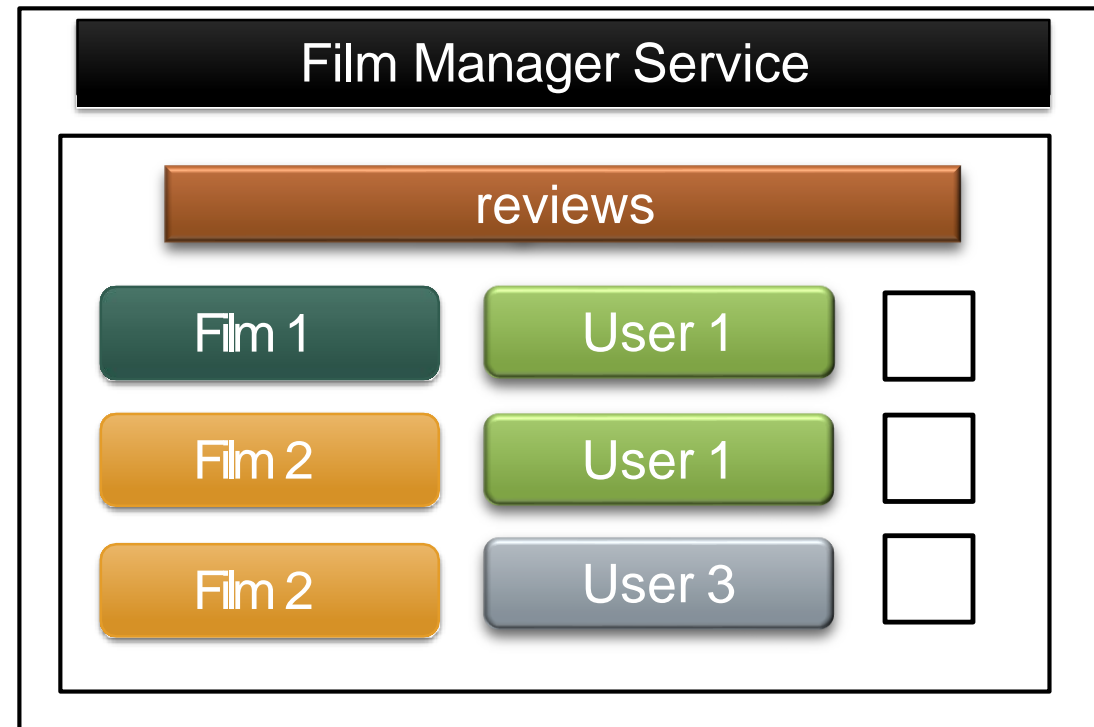 Film Manager Service
reviews
Film 1 User 1
Film 2 User 1
Film 2 User 3